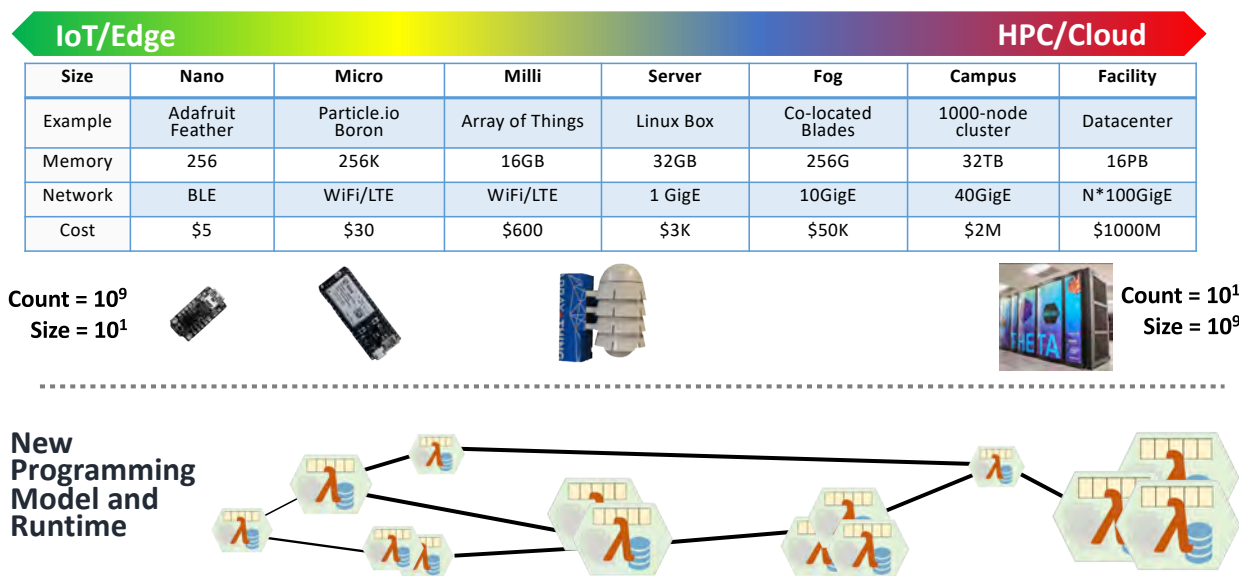 IoT/Edge HPC/Cloud
Size Nano Micro Milli Server Fog Campus Facility
Example Adafruit Feather Particle.io Boron Array of Things Linux Box Co-located Blades 1000-node cluster Datacenter
Memory 256 256K 16GB 32GB 256G 32TB 16PB
Network BLE WiFi/LTE WiFi/LTE 1 GigE 10GigE 40GigE N*100GigE
Cost $5 $30 $600 $3K $50K $2M $1000M
Count = 10⁹
Size = 10¹
THETA
Count = 10¹
Size = 10⁹
New
Programming
Model and
Runtime
λ
λ
λ
λ
λ
λ
λ
λ
λ
λ
λ
λ
λ
λ